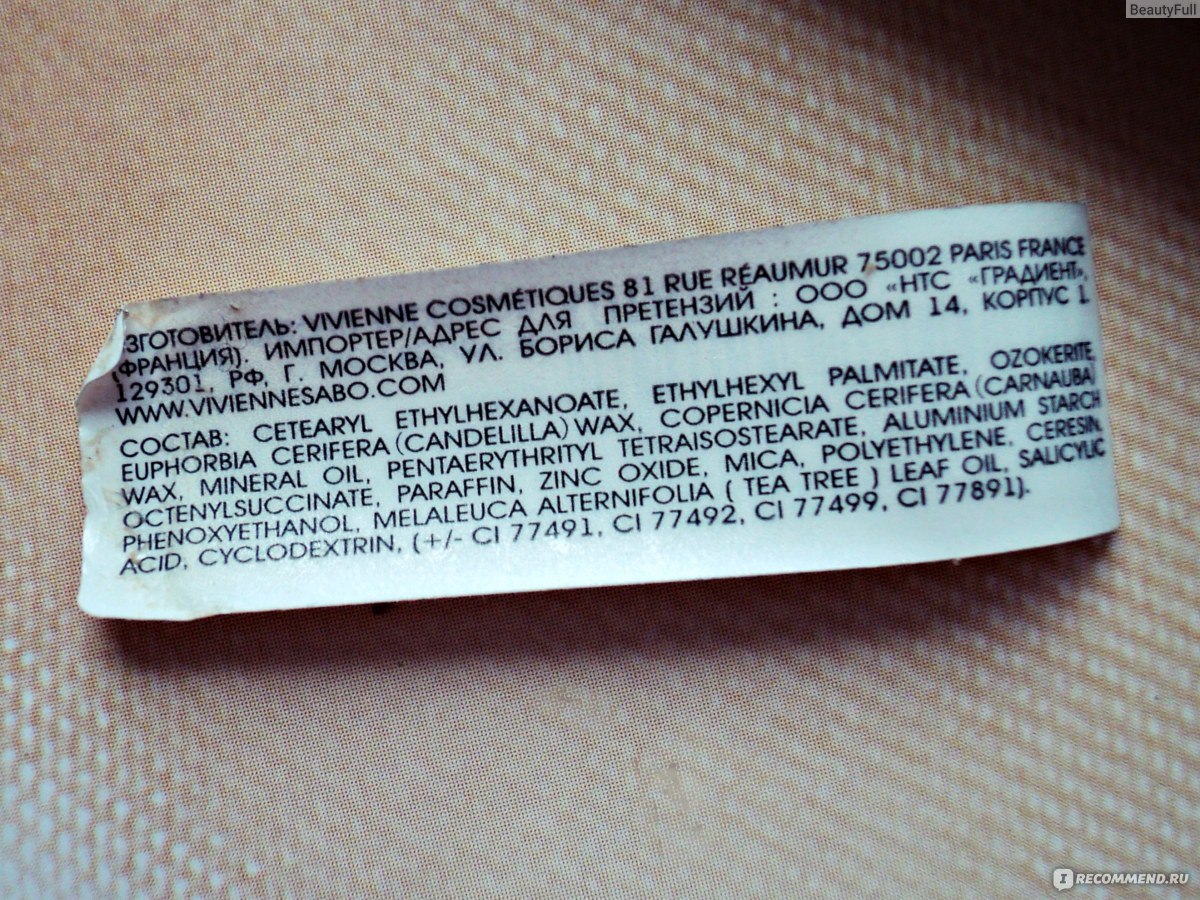 BeautyFull
ЗГОТОВИТЕЛЬ: VIVIENNE COSMÉTIQUES 81 RUE RÉAUMUR 75002 PARIS FRANCE
(ФРАНЦИЯ). ИМПОРТЕР/АДРЕС ДЛЯ ПРЕТЕНЗИЙ : ООО «НТС «ГРАДИЕНТ»,
129301, РФ, Г. МОСКВА, УЛ. БОРИСА ГАЛУШКИНА, ДОМ 14, КОРПУС 1.
WWW.VIVIENNESABO.COM
СОСТАВ: CETEARYL ETHYLHEXANOATE, ETHYLHEXYL PALMITATE, OZOKERITE,
EUPHORBIA CERIFERA (CANDELILLA) WAX, COPERNICIA CERIFERA (CARNAUBA)
WAX, MINERAL OIL, PENTAERYTHRITYL TETRAISOSTEARATE, ALUMINIUM STARCH
OCTENYLSUCCINATE, PARAFFIN, ZINC OXIDE, MICA, POLYETHYLENE, CERESIN,
PHENOXYETHANOL, MELALEUCA ALTERNIFOLIA ( TEA TREE ) LEAF OIL, SALICYLIC
ACID, CYCLODEXTRIN, (+/- CI 77491, CI 77492, CI 77499, CI 77891).
I RECOMMEND.RU